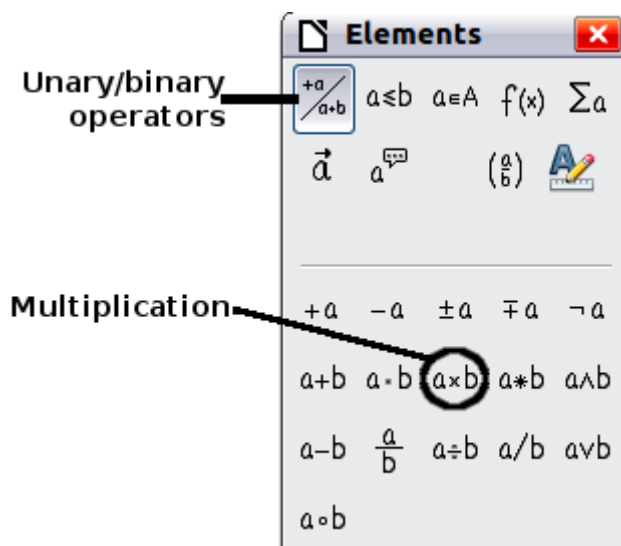 Elements
Unary/binary
operators
+a/a+b a≤b a∈A f(x) Σa
a⃗ a (a b)
Multiplication
+a −a ±a ∓a ¬a
a+b a·b a×b a∗b a∧b
a−b a/b a÷b a/b a∨b
a∘b